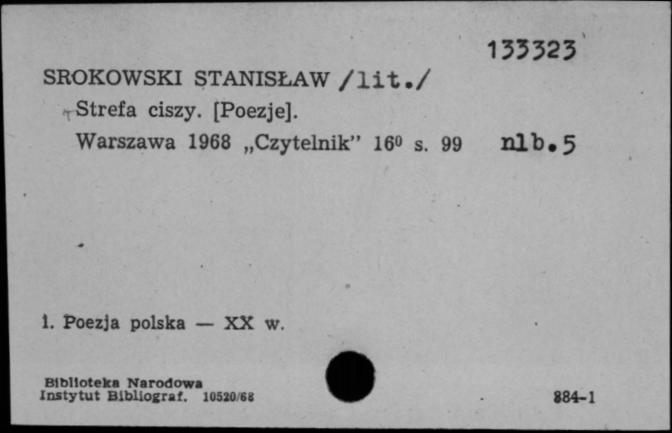 133323
SROKOWSKI STANISŁAW /lit./
Strefa ciszy. [Poezje].
Warszawa 1968 „Czytelnik” 16⁰ s. 99 nlb.5
1. Poezja polska — XX w.
Biblioteka Narodowa
Instytut Bibliograf. 10520/68
884-1